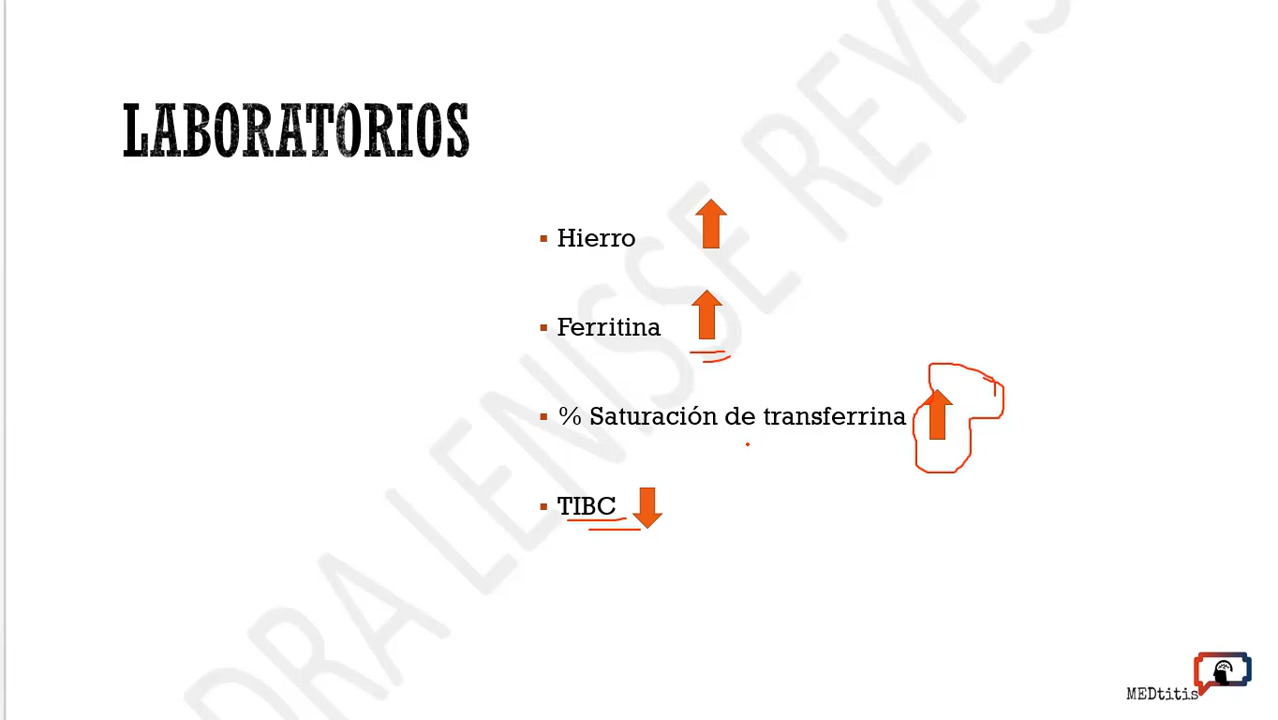 LABORATORIOS
▪ Hierro
▪ Ferritina
▪ % Saturación de transferrina
▪ TIBC
DRA LENISSE REYES
MEDtitis